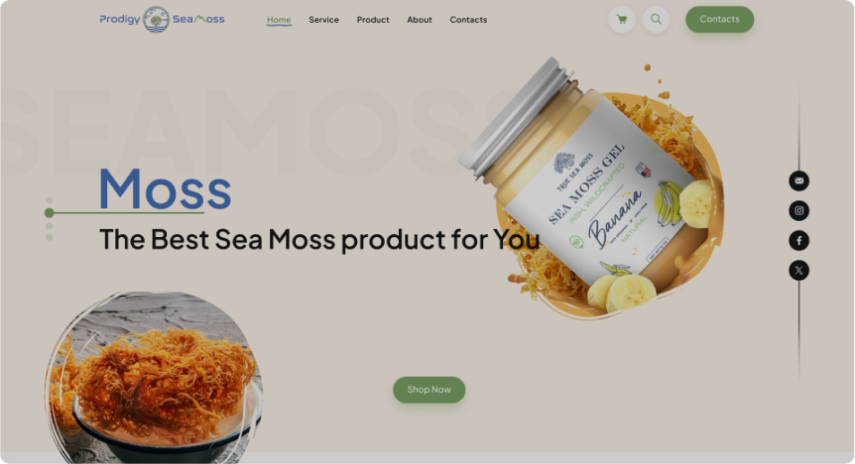 Prodigy Sea Moss
Home Service Product About Contacts
Contacts
SEAMOSS
Moss
The Best Sea Moss product for You
TRUE SEA MOSS
SEA MOSS GEL
IRISH, WILDCRAFTED
Banana
NATURAL
Shop Now